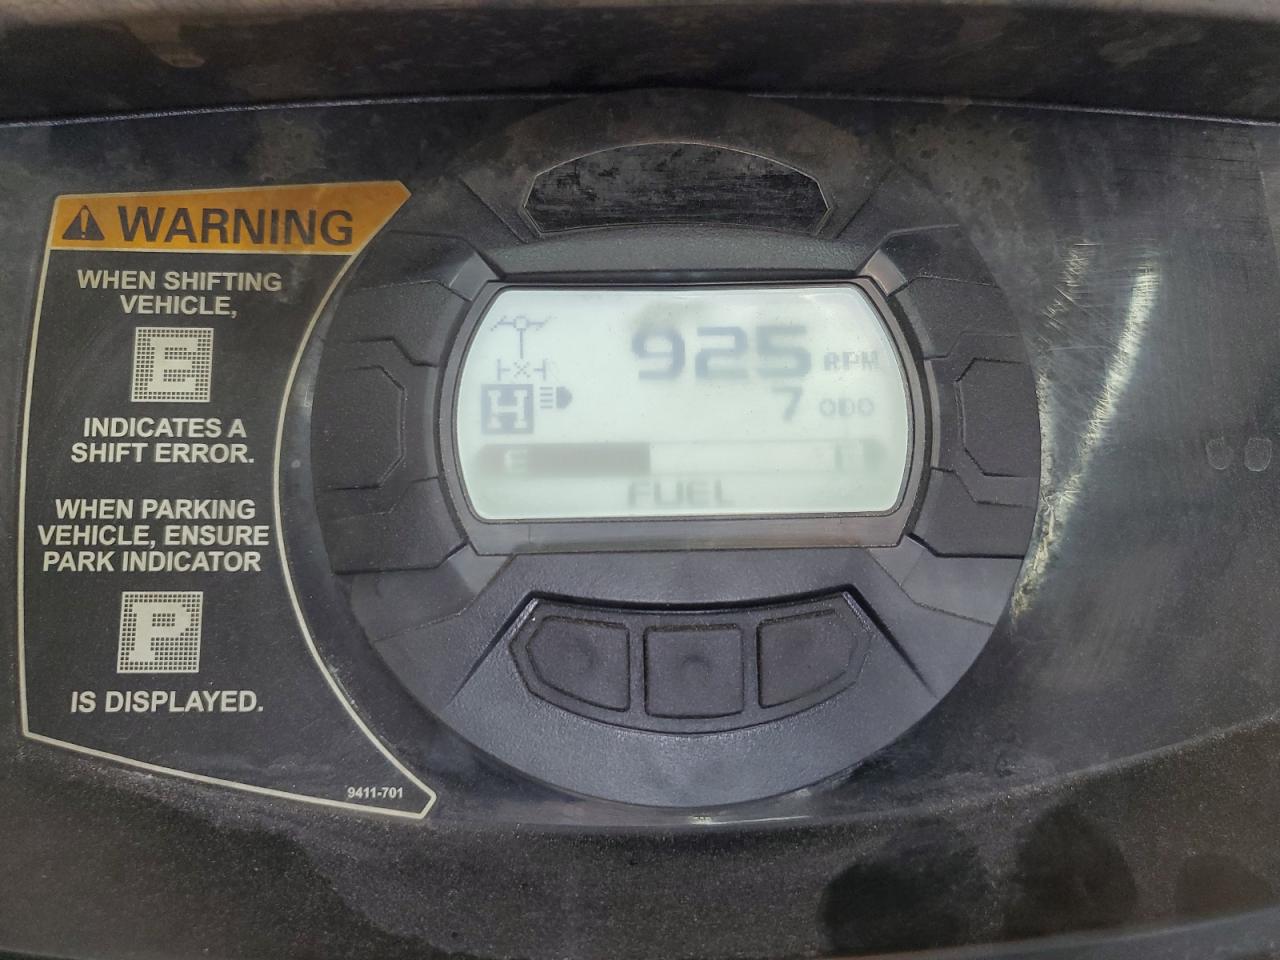 WARNING
WHEN SHIFTING
VEHICLE,
E
INDICATES A
SHIFT ERROR.
WHEN PARKING
VEHICLE, ENSURE
PARK INDICATOR
P
IS DISPLAYED.
9411-701
925 RPM
7 ODO
H
E F
FUEL